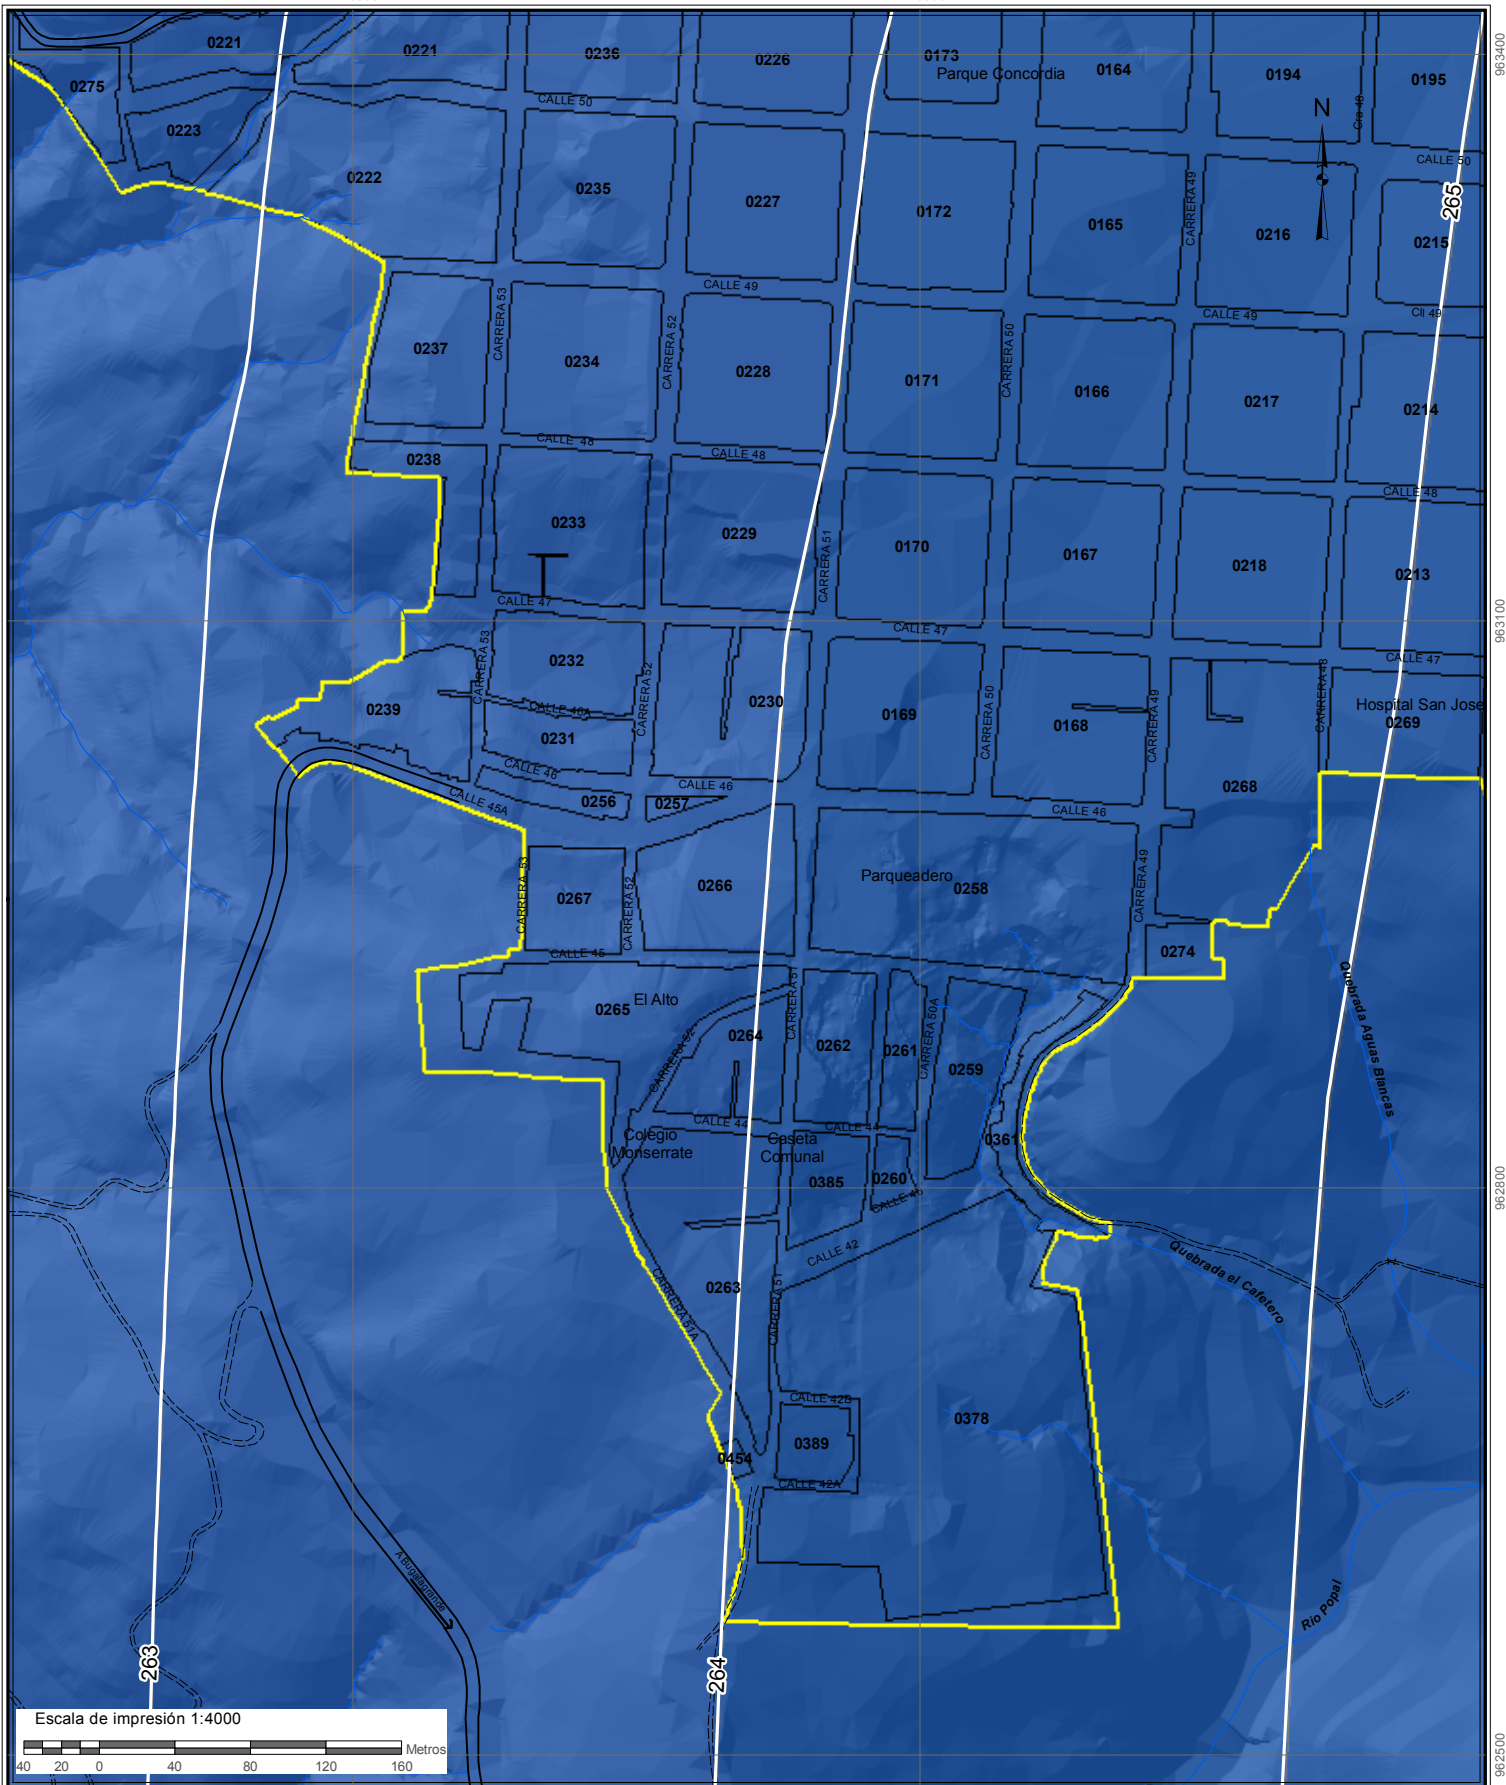 0221
0221
0236
0226
0173
Parque Concordia
0164
0194
0195
963400
0275
CALLE 50
Cra 48
N
0223
CALLE 50
0222
0235
0227
0172
0165
CARRERA 49
0216
265
0215
CALLE 49
CALLE 49
Cll 49
0237
CARRERA 53
0234
CARRERA 52
0228
0171
CARRERA 50
0166
0217
0214
CALLE 48
CALLE 48
0238
CALLE 48
0233
0229
CARRERA 51
0170
0167
0218
0213
CALLE 47
CALLE 47
963100
CALLE 47
0232
CARRERA 53
CARRERA 52
0230
0169
CARRERA 50
0168
CARRERA 49
CARRERA 48
Hospital San Jose
0269
0239
CALLE 46A
0231
CALLE 46
CALLE 46
0268
CALLE 45A
0256
0257
CALLE 46
CARRERA 53
0267
CARRERA 52
0266
Parqueadero
0258
CARRERA 49
CALLE 45
0274
El Alto
0265
CARRERA 51
0264
0262
0261
CARRERA 50A
0259
CARRERA 52
Quebrada Aguas Blancas
Colegio
Monserrate
CALLE 44
Caseta
Comunal
CALLE 44
0361
0385
0260
962800
CALLE 42
Quebrada el Cafetero
0263
CARRERA 51
CARRERA 51A
CALLE 42B
0378
0389
0454
CALLE 42A
A Bugalagrande
Rio Popal
263
264
Escala de impresión 1:4000
Metros
40 20 0 40 80 120 160
962500